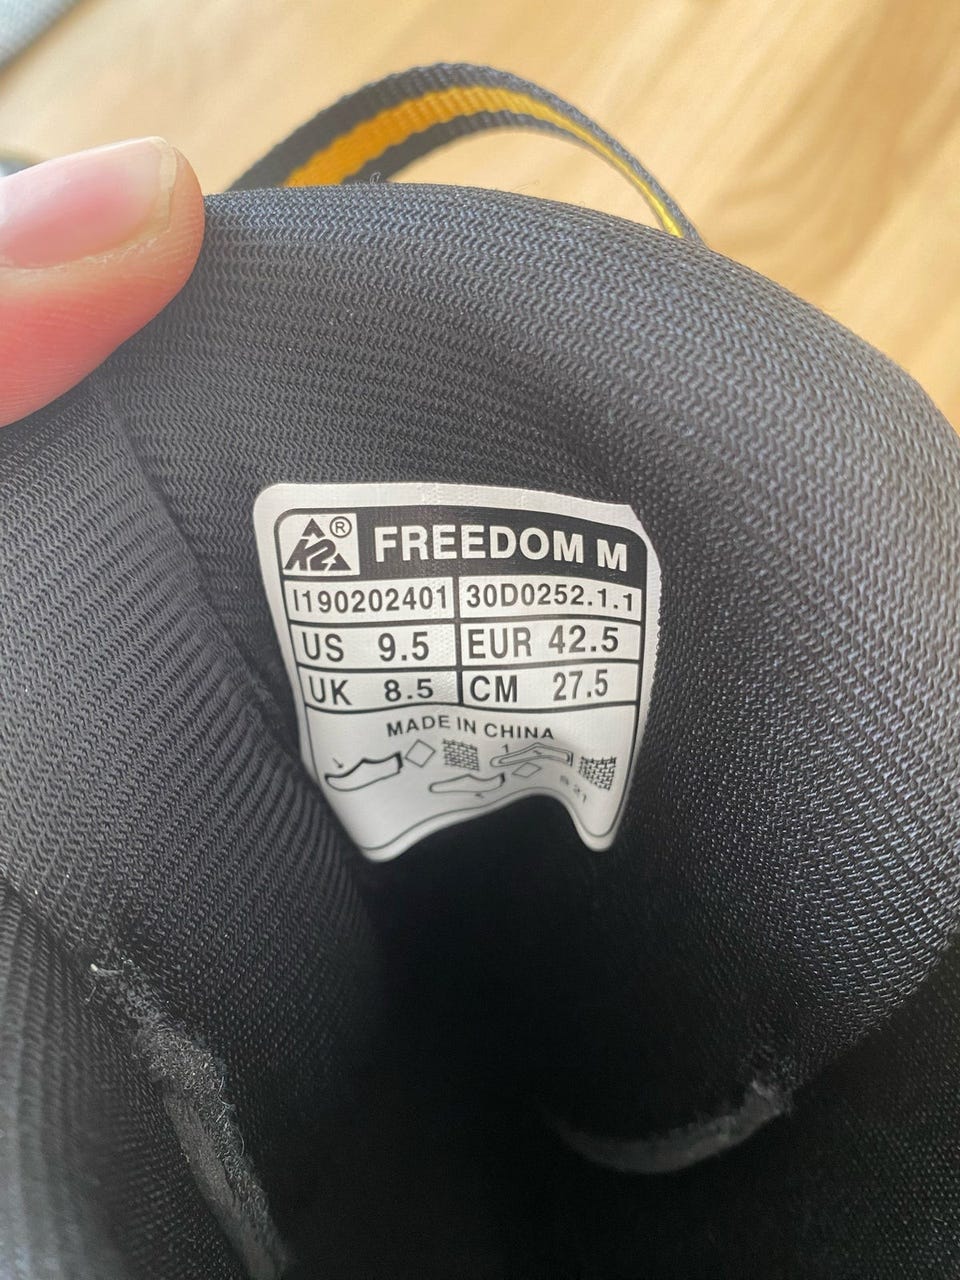 K2® FREEDOM M
I190202401 30D0252.1.1
US 9.5 EUR 42.5
UK 8.5 CM 27.5
MADE IN CHINA
1